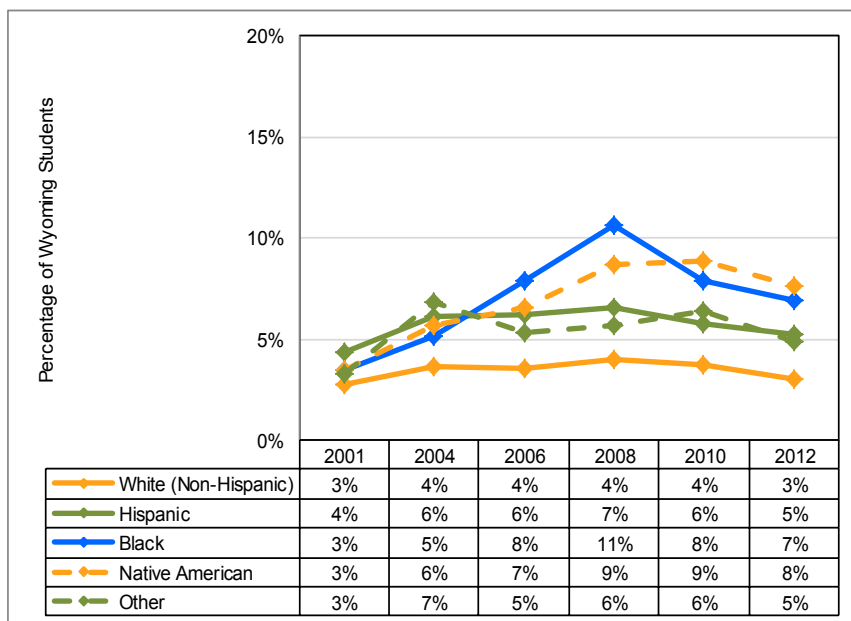 Percentage of Wyoming Students
20%
15%
10%
5%
0%
2001 2004 2006 2008 2010 2012
White (Non-Hispanic) 3% 4% 4% 4% 4% 3%
Hispanic 4% 6% 6% 7% 6% 5%
Black 3% 5% 8% 11% 8% 7%
Native American 3% 6% 7% 9% 9% 8%
Other 3% 7% 5% 6% 6% 5%